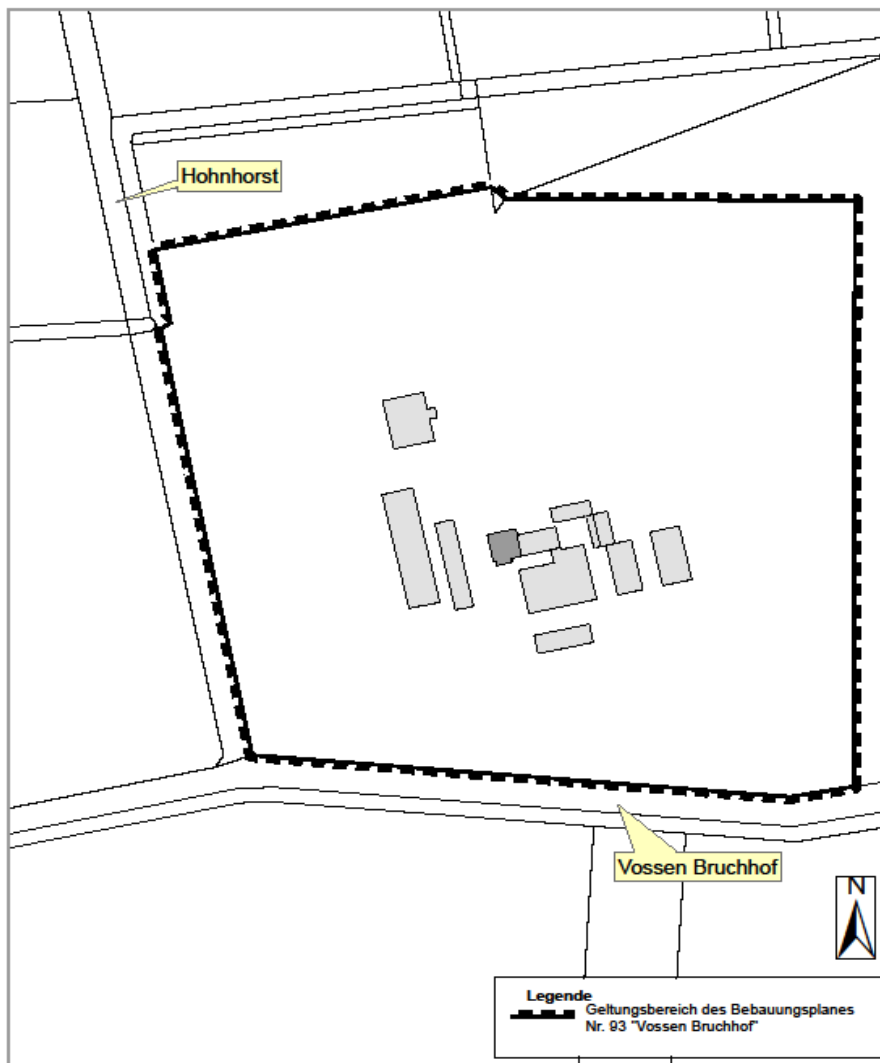 Hohnhorst
Vossen Bruchhof
N
Legende
Geltungsbereich des Bebauungsplanes
Nr. 93 "Vossen Bruchhof"